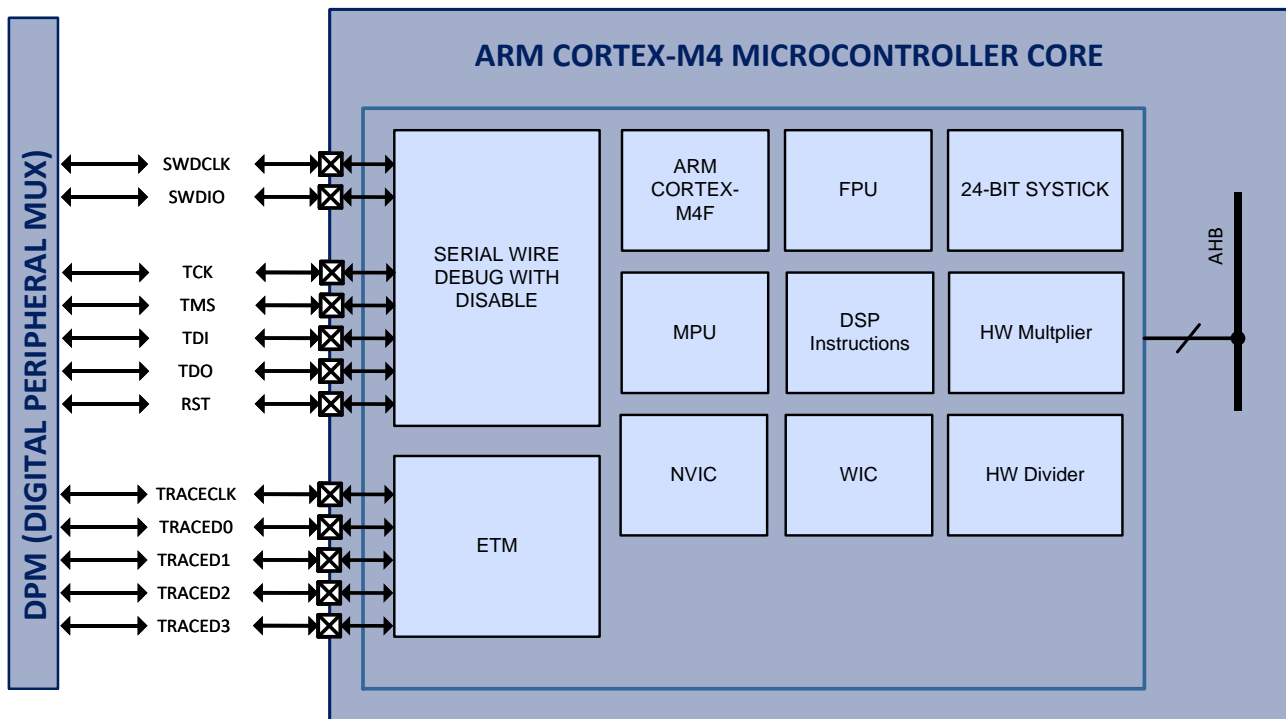 ARM CORTEX-M4 MICROCONTROLLER CORE
DPM (DIGITAL PERIPHERAL MUX)
SWDCLK
SWDIO
TCK
TMS
TDI
TDO
RST
TRACECLK
TRACED0
TRACED1
TRACED2
TRACED3
SERIAL WIRE
DEBUG WITH
DISABLE
ETM
ARM
CORTEX-
M4F
FPU
24-BIT SYSTICK
MPU
DSP
Instructions
HW Multplier
NVIC
WIC
HW Divider
AHB